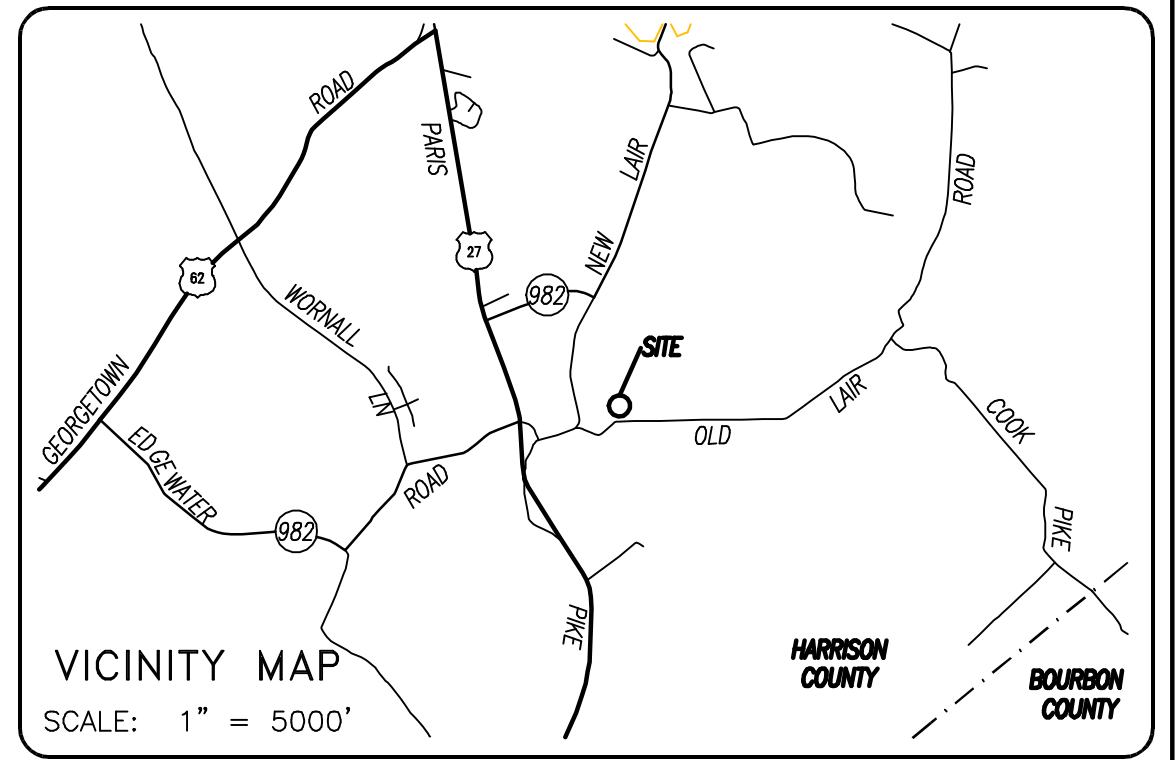 ROAD
PARIS
LAIR
ROAD
NEW
27
62
982
WORNALL
SITE
GEORGETOWN
LN
LAIR
OLD
COOK
EDGEWATER
ROAD
982
PIKE
PIKE
HARRISON
COUNTY
BOURBON
COUNTY
VICINITY MAP
SCALE: 1" = 5000'